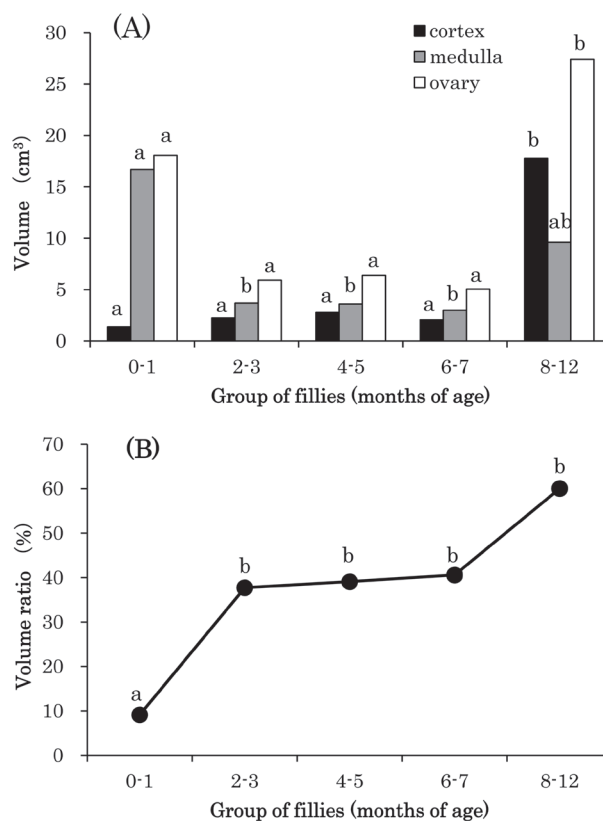 (A)
cortex
medulla
ovary
Volume （cm³）
30
25
20
15
10
5
0
a a a
a b a
a b a
a b a
b ab b
0-1 2-3 4-5 6-7 8-12
Group of fillies (months of age)
(B)
Volume ratio （%）
70
60
50
40
30
20
10
0
a b b b b
0-1 2-3 4-5 6-7 8-12
Group of fillies (months of age)